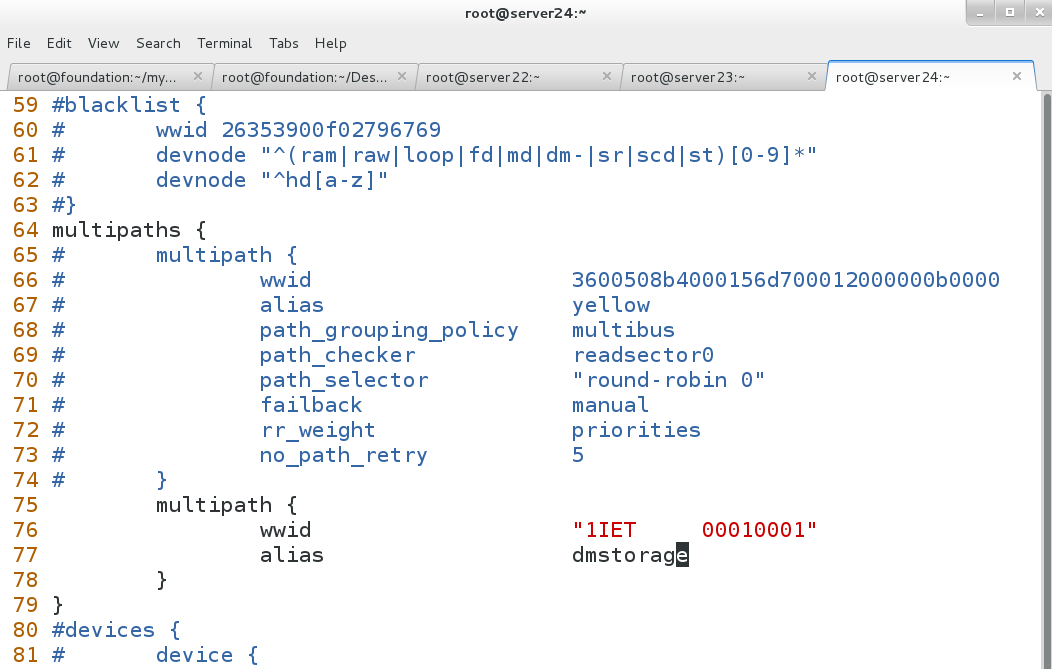 root@server24:~
File Edit View Search Terminal Tabs Help
root@foundation:~/my... × root@foundation:~/Des... × root@server22:~ × root@server23:~ × root@server24:~ ×
59 #blacklist {
60 #       wwid 26353900f02796769
61 #       devnode "^(ram|raw|loop|fd|md|dm-|sr|scd|st)[0-9]*"
62 #       devnode "^hd[a-z]"
63 #}
64 multipaths {
65 #       multipath {
66 #               wwid                    3600508b4000156d700012000000b0000
67 #               alias                   yellow
68 #               path_grouping_policy    multibus
69 #               path_checker            readsector0
70 #               path_selector           "round-robin 0"
71 #               failback                manual
72 #               rr_weight               priorities
73 #               no_path_retry           5
74 #       }
75         multipath {
76                 wwid                    "1IET     00010001"
77                 alias                   dmstorage
78         }
79 }
80 #devices {
81 #       device {